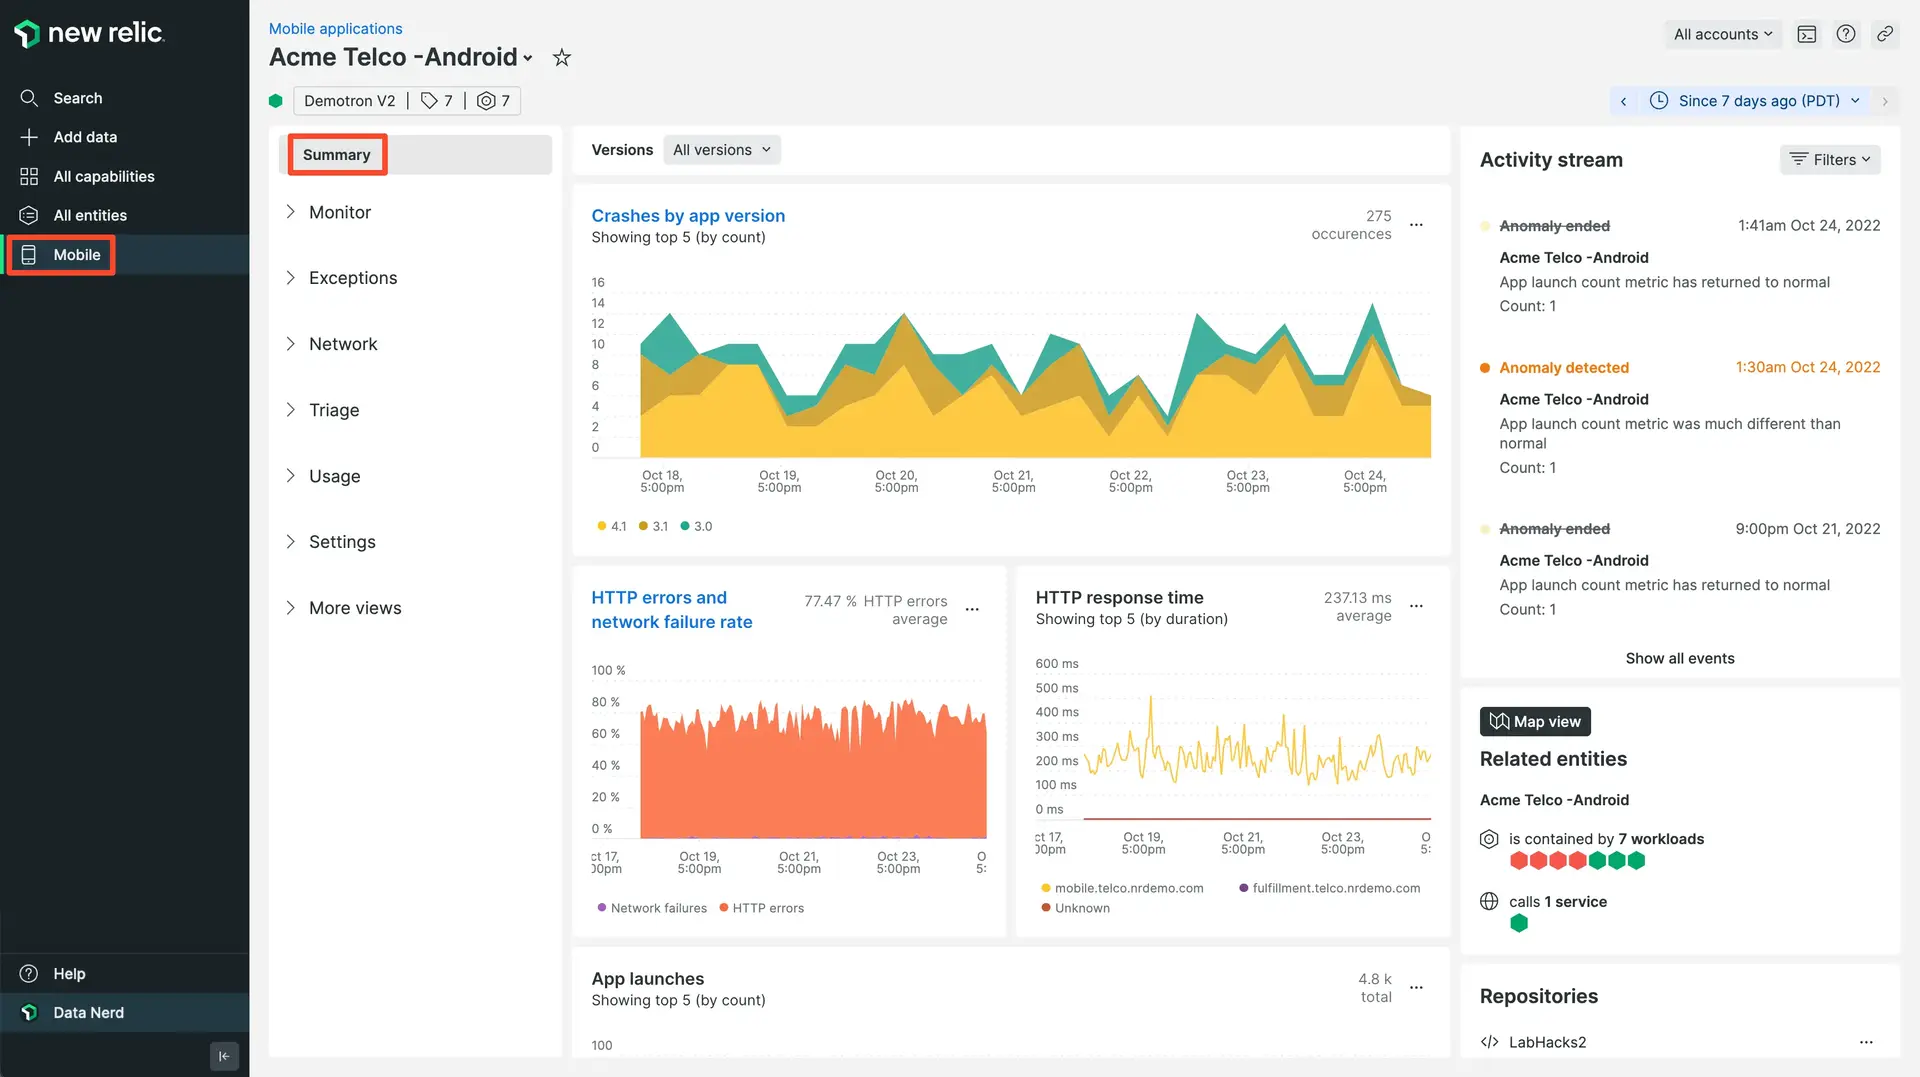 new relic.
Search
Add data
All capabilities
All entities
Mobile
Help
Data Nerd
Mobile applications
Acme Telco -Android
Demotron V2 | 7 | 7
All accounts
Since 7 days ago (PDT)
Summary
Monitor
Exceptions
Network
Triage
Usage
Settings
More views
Versions All versions
Crashes by app version
Showing top 5 (by count)
275
occurences
16
14
12
10
8
6
4
2
0
Oct 18, Oct 19, Oct 20, Oct 21, Oct 22, Oct 23, Oct 24,
5:00pm 5:00pm 5:00pm 5:00pm 5:00pm 5:00pm 5:00pm
4.1 3.1 3.0
HTTP errors and
network failure rate
77.47 % HTTP errors
average
100 %
80 %
60 %
40 %
20 %
0 %
ct 17, Oct 19, Oct 21, Oct 23, O
00pm 5:00pm 5:00pm 5:00pm 5:
Network failures HTTP errors
HTTP response time
Showing top 5 (by duration)
237.13 ms
average
600 ms
500 ms
400 ms
300 ms
200 ms
100 ms
0 ms
ct 17, Oct 19, Oct 21, Oct 23, O
00pm 5:00pm 5:00pm 5:00pm 5:
mobile.telco.nrdemo.com fulfillment.telco.nrdemo.com
Unknown
App launches
Showing top 5 (by count)
4.8 k
total
100
Activity stream
Filters
Anomaly ended 1:41am Oct 24, 2022
Acme Telco -Android
App launch count metric has returned to normal
Count: 1
Anomaly detected 1:30am Oct 24, 2022
Acme Telco -Android
App launch count metric was much different than
normal
Count: 1
Anomaly ended 9:00pm Oct 21, 2022
Acme Telco -Android
App launch count metric has returned to normal
Count: 1
Show all events
Map view
Related entities
Acme Telco -Android
is contained by 7 workloads
calls 1 service
Repositories
LabHacks2